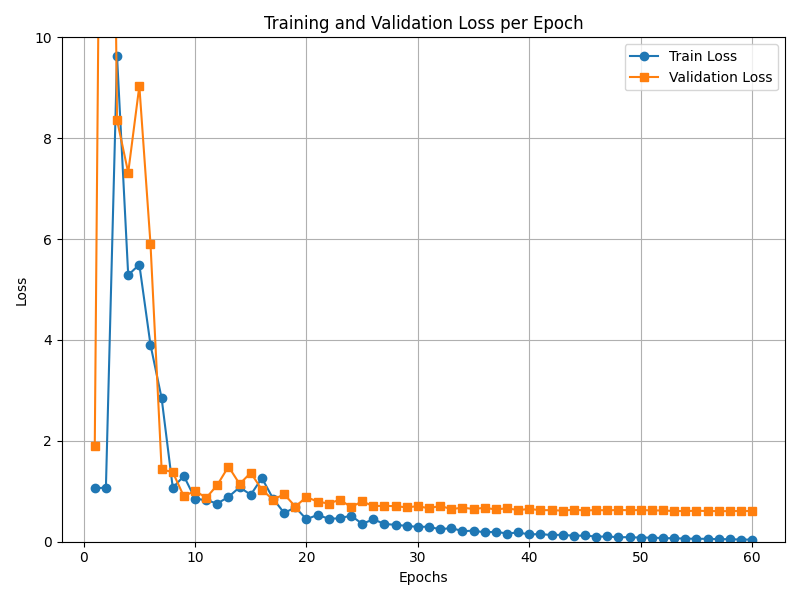 Training and Validation Loss per Epoch
Train Loss
Validation Loss
Loss
10
8
6
4
2
0
0 10 20 30 40 50 60
Epochs